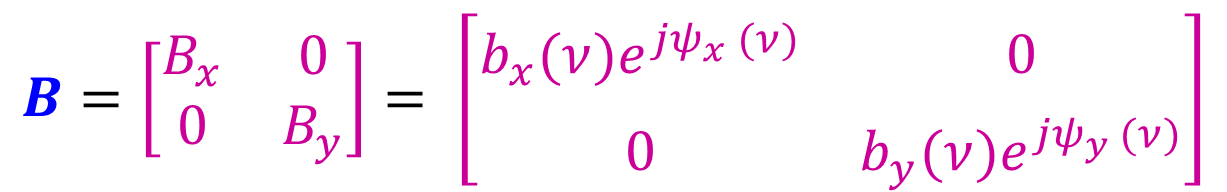 B = [B_x 0; 0 B_y] = [b_x(ν)e^{jψ_x(ν)} 0; 0 b_y(ν)e^{jψ_y(ν)}]